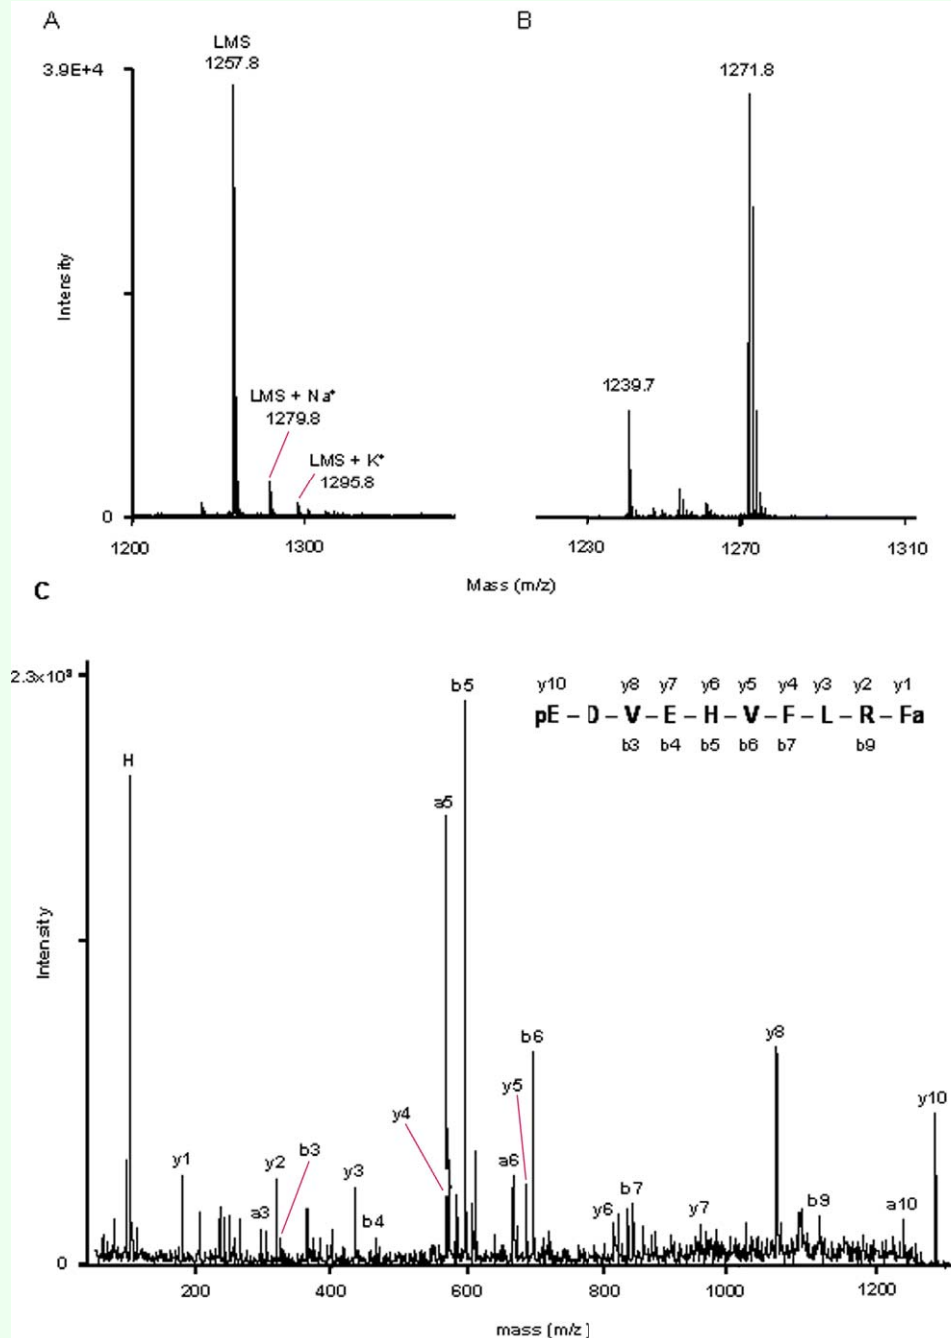 A
B
LMS
1257.8
1271.8
3.9E+4
Intensity
1239.7
LMS + Na+
1279.8
LMS + K+
1295.8
0
1200
1300
1230
1270
1310
Mass (m/z)
C
2.3x10³
b5
y10 y8 y7 y6 y5 y4 y3 y2 y1
pE – D – V – E – H – V – F – L – R – Fa
b3 b4 b5 b6 b7 b9
H
a5
b6
y8
y5
y4
y10
b3
y1
y2
y3
a6
a3
b4
y6
b7
y7
b9
a10
Intensity
0
200
400
600
800
1000
1200
mass [m/z]